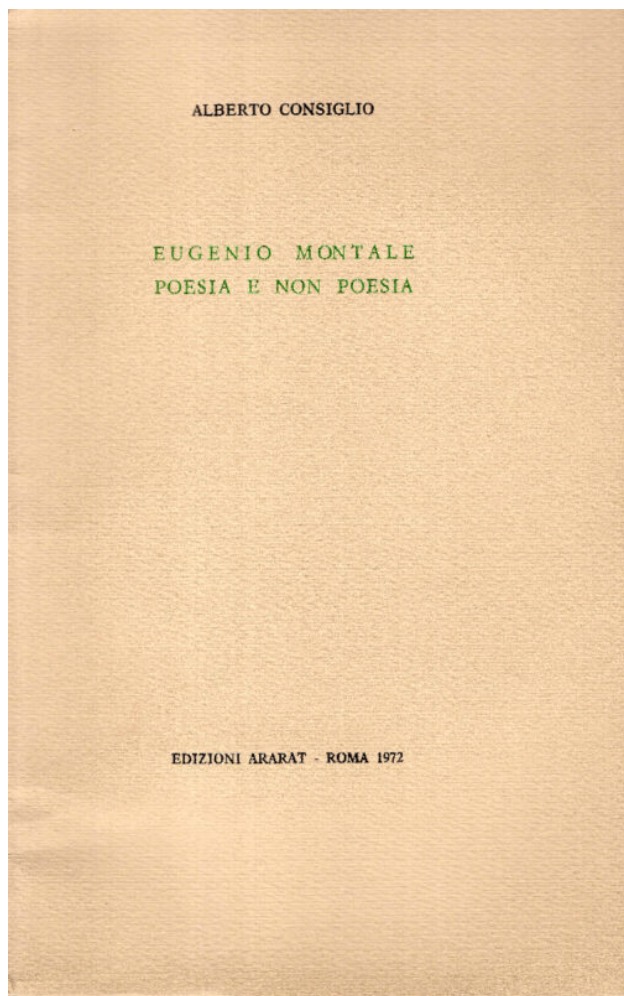 ALBERTO CONSIGLIO
EUGENIO MONTALE
POESIA E NON POESIA
EDIZIONI ARARAT - ROMA 1972